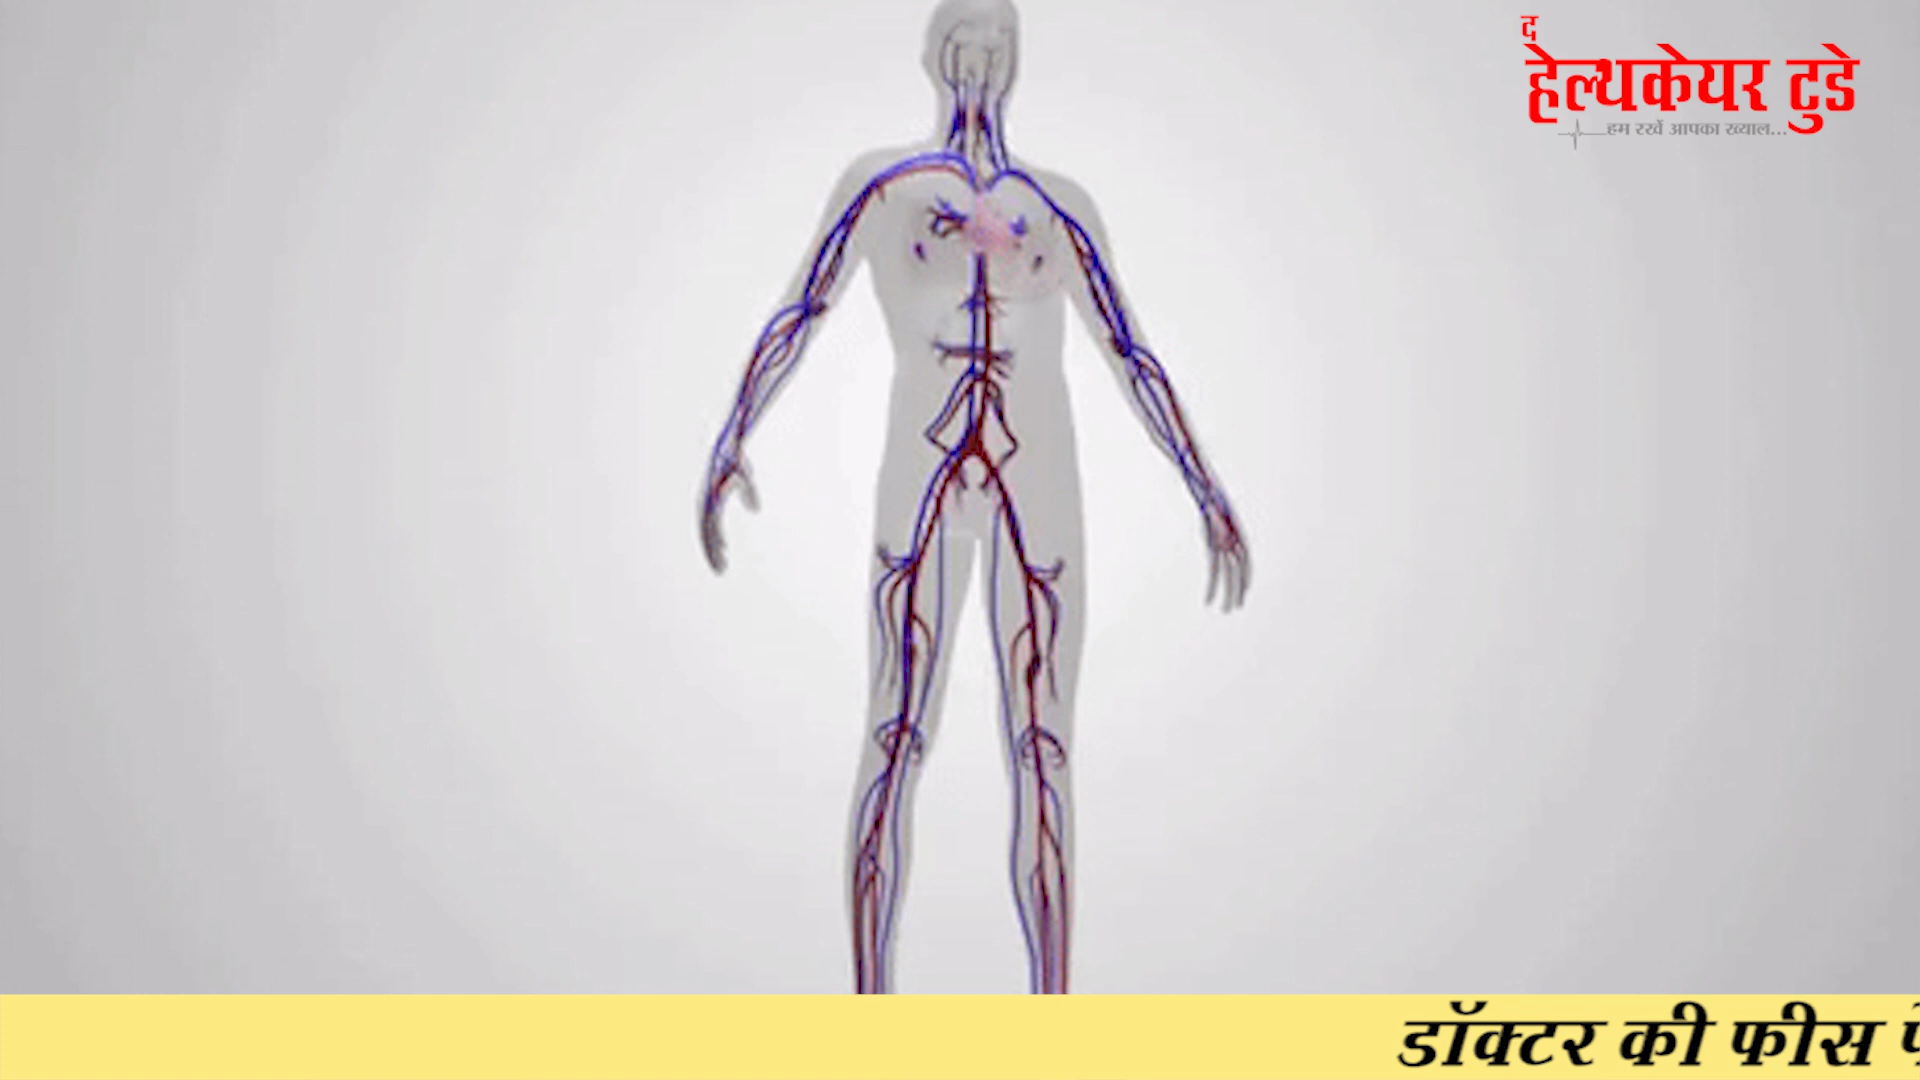 द
हेल्थकेयर टुडे
हम रखें आपका ख्याल...
डॉक्टर की फीस